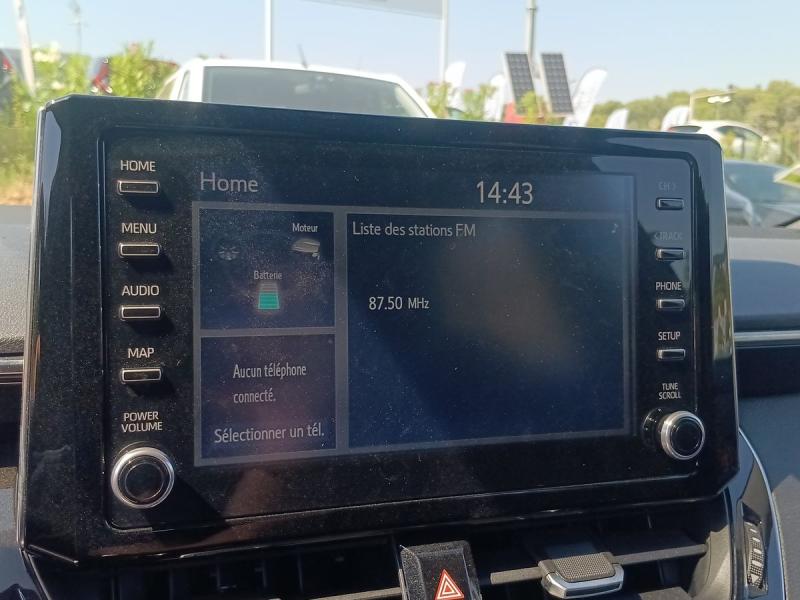 HOME
MENU
AUDIO
MAP
POWER
VOLUME
Home
14:43
Moteur
Batterie
Aucun téléphone
connecté.
Sélectionner un tél.
Liste des stations FM
87.50 MHz
CH >
< TRACK
PHONE
SETUP
TUNE
SCROLL